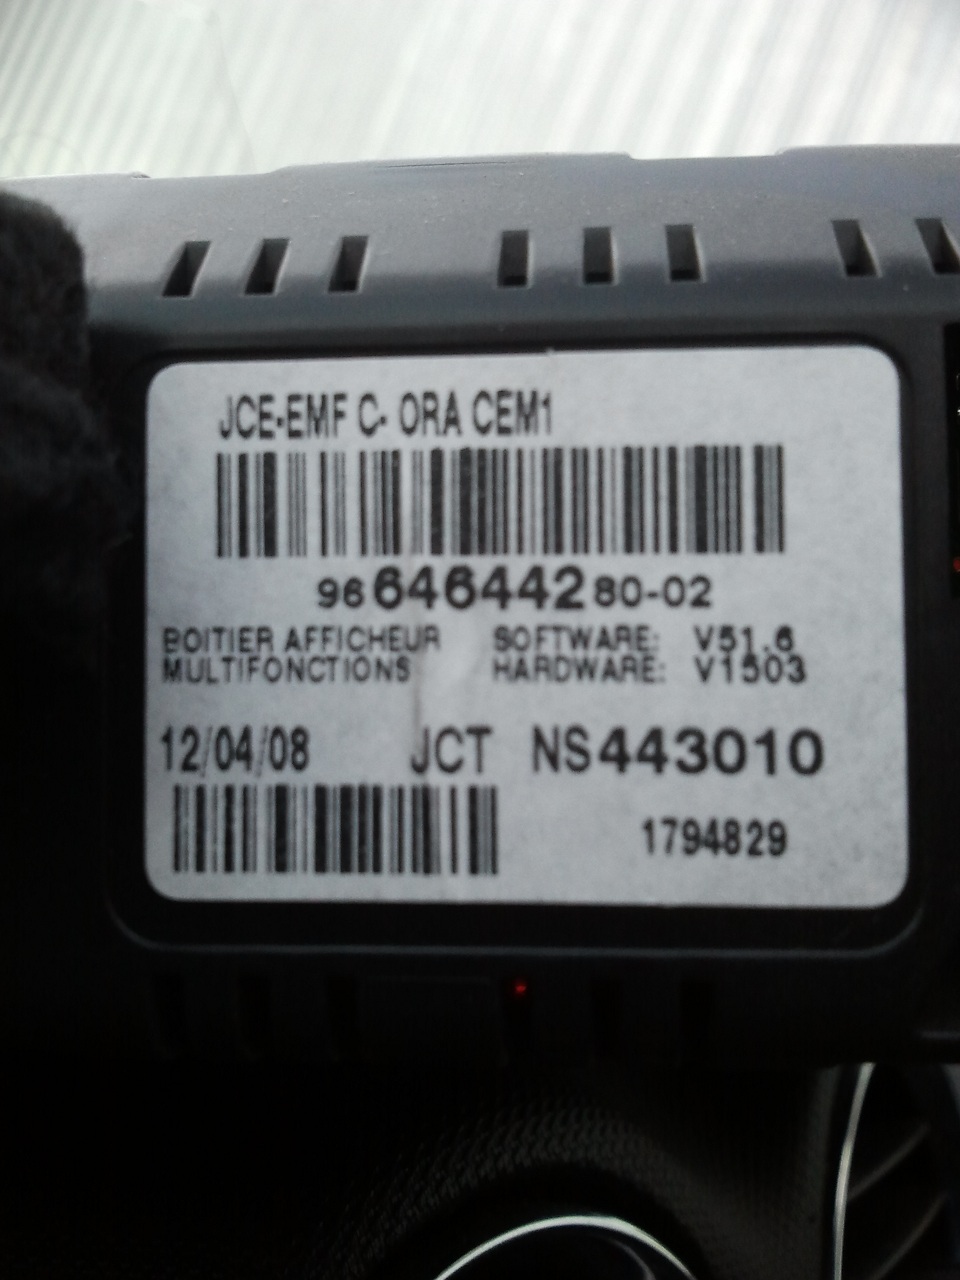 JCE-EMF C- ORA CEM1
9664644280-02
BOITIER AFFICHEUR SOFTWARE: V51.6
MULTIFONCTIONS HARDWARE: V1503
12/04/08 JCT NS443010
1794829